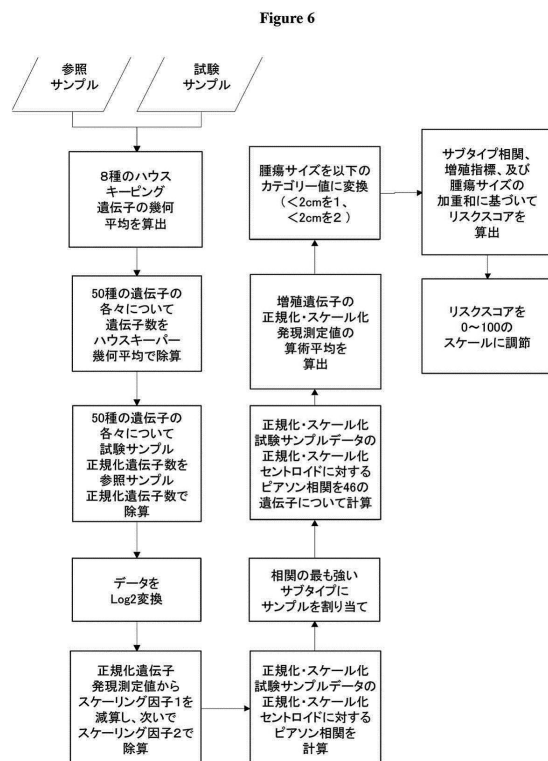 Figure 6
参照
サンプル
試験
サンプル
8種のハウス
キーピング
遺伝子の幾何
平均を算出
50種の遺伝子の
各々について
遺伝子数を
ハウスキーパー
幾何平均で除算
50種の遺伝子の
各々について
試験サンプル
正規化遺伝子数を
参照サンプル
正規化遺伝子数で
除算
データを
Log2変換
正規化遺伝子
発現測定値から
スケーリング因子1を
減算し、次いで
スケーリング因子2で
除算
正規化・スケール化
試験サンプルデータの
正規化・スケール化
セントロイドに対する
ピアソン相関を
計算
相関の最も強い
サブタイプに
サンプルを割り当て
正規化・スケール化
試験サンプルデータの
正規化・スケール化
セントロイドに対する
ピアソン相関を46の
遺伝子について計算
増殖遺伝子の
正規化・スケール化
発現測定値の
算術平均を
算出
腫瘍サイズを以下の
カテゴリー値に変換
(<2cmを1、
<2cmを2)
サブタイプ相関、
増殖指標、及び
腫瘍サイズの
加重和に基づいて
リスクスコアを
算出
リスクスコアを
0~100の
スケールに調節